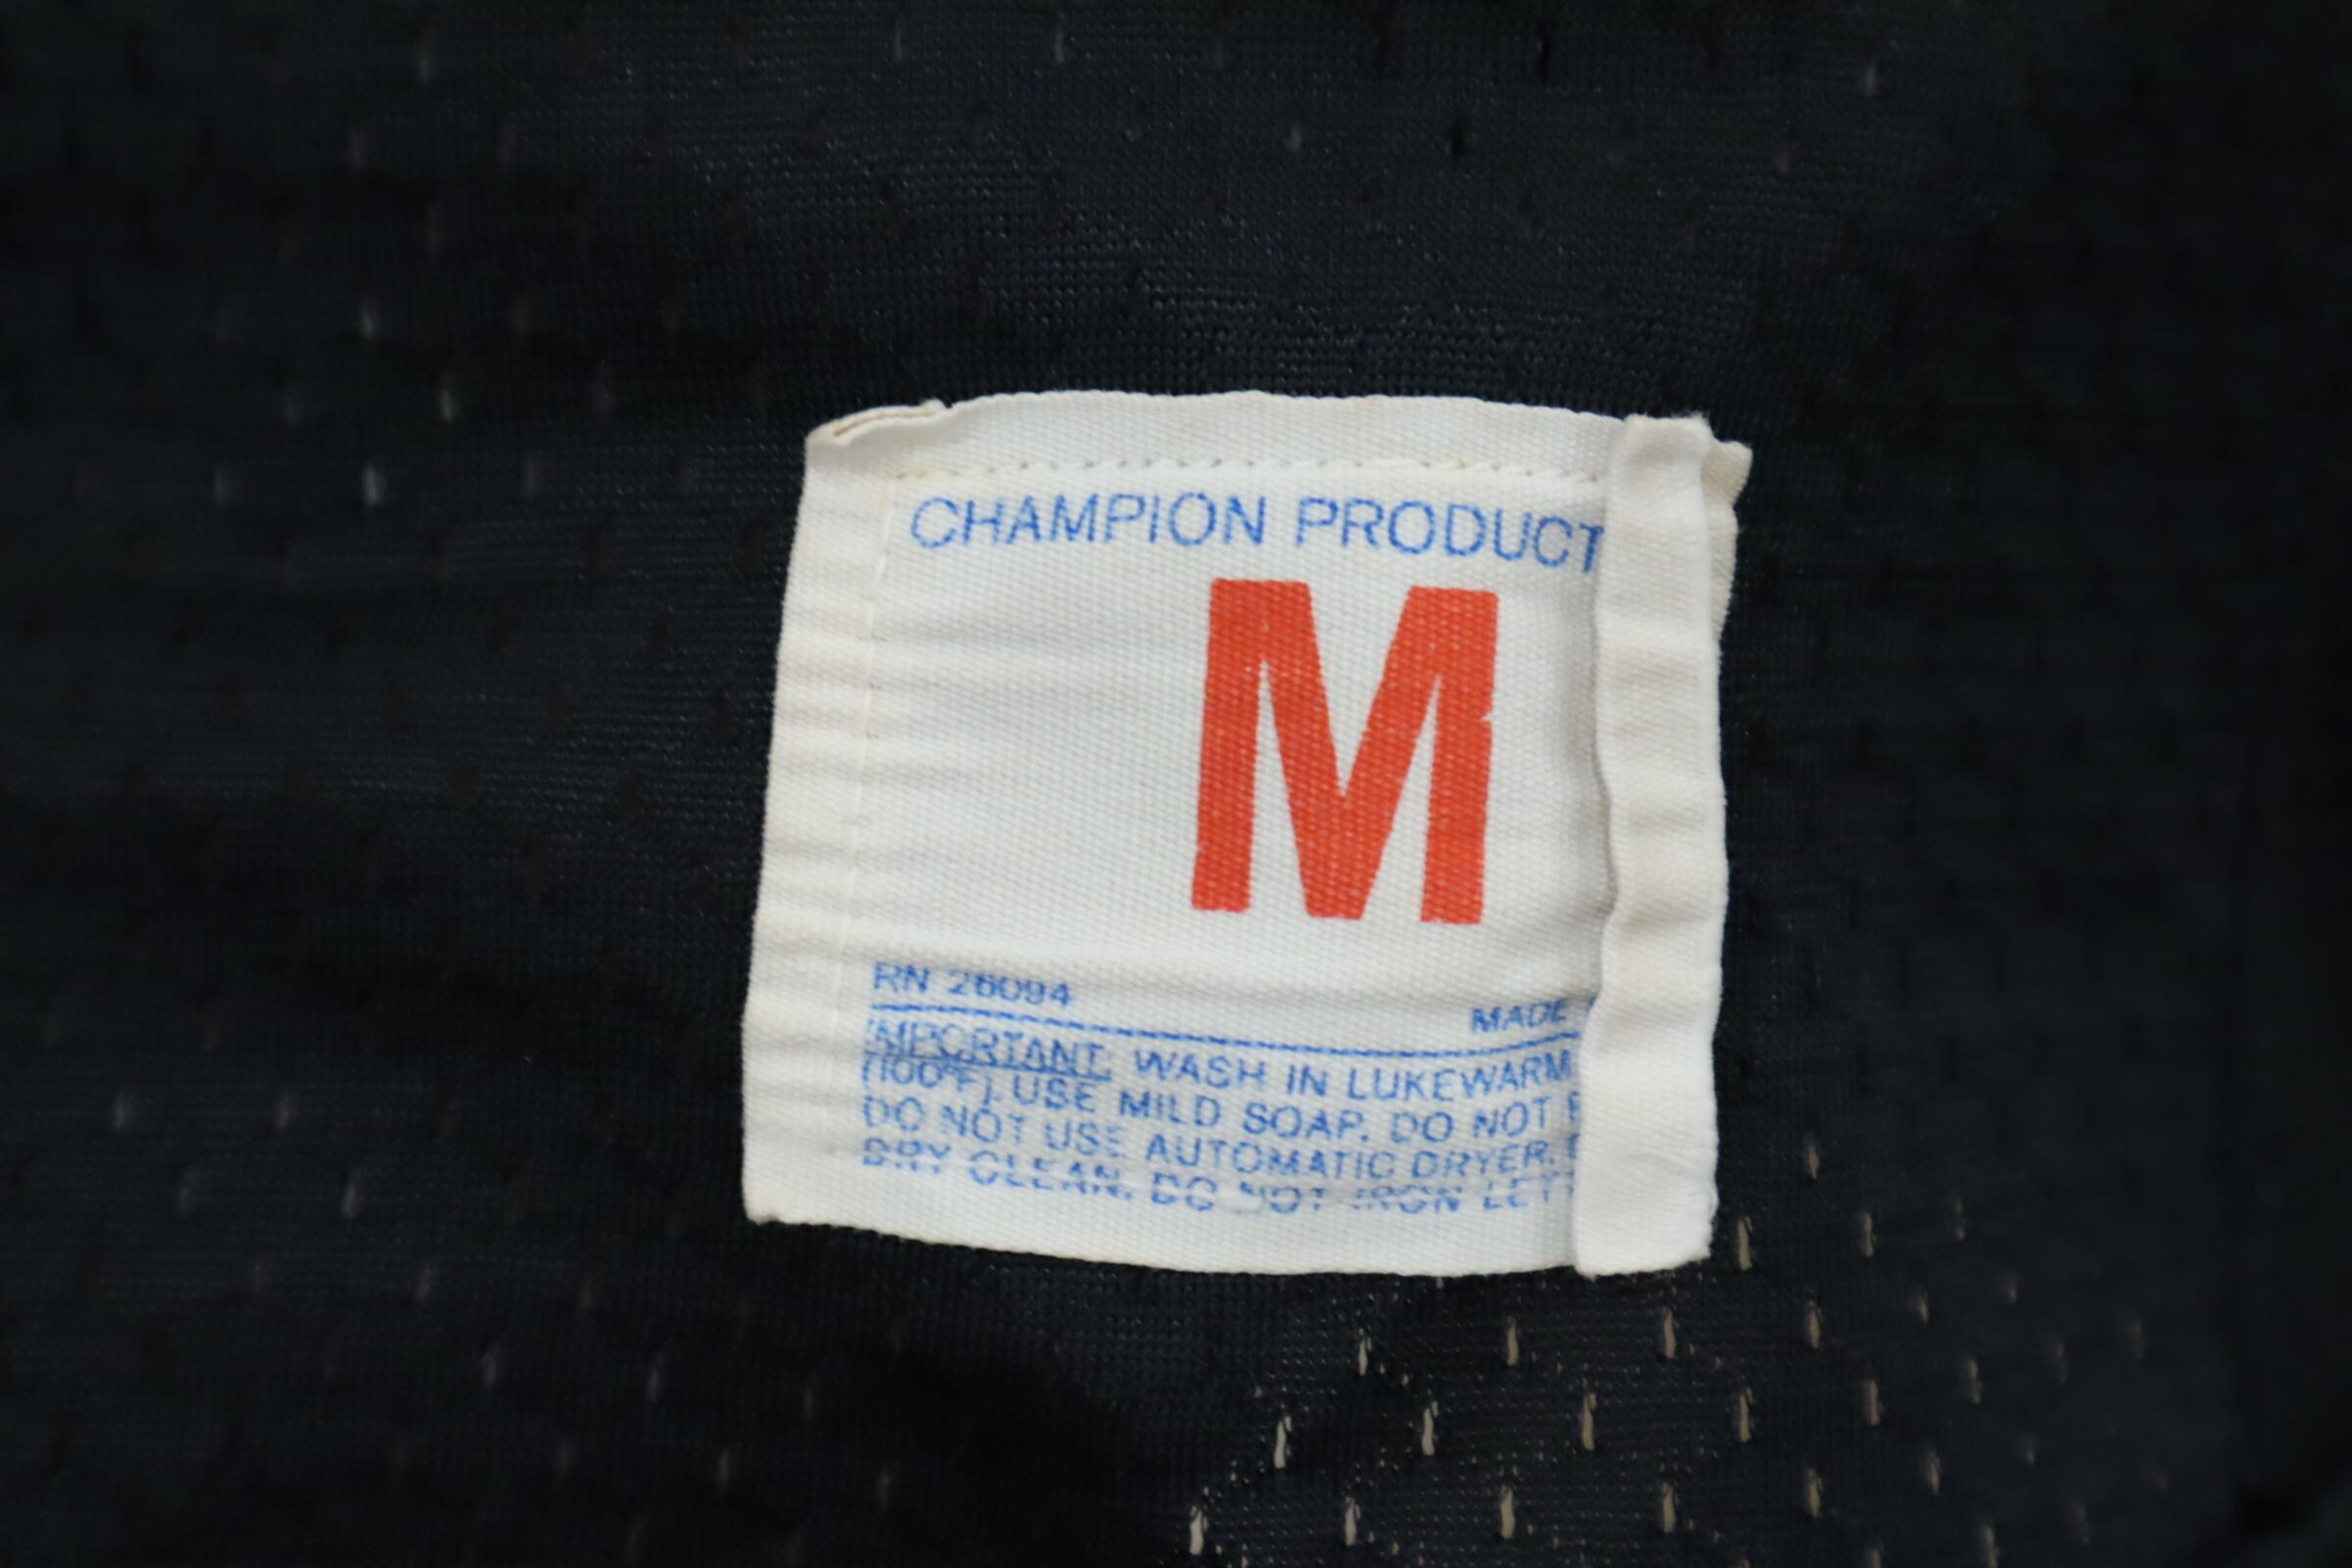 CHAMPION PRODUCT
M
RN 26094
MADE
IMPORTANT: WASH IN LUKEWARM
(100°F). USE MILD SOAP. DO NOT
DO NOT USE AUTOMATIC DRYER.
DRY CLEAN. DO NOT IRON LET